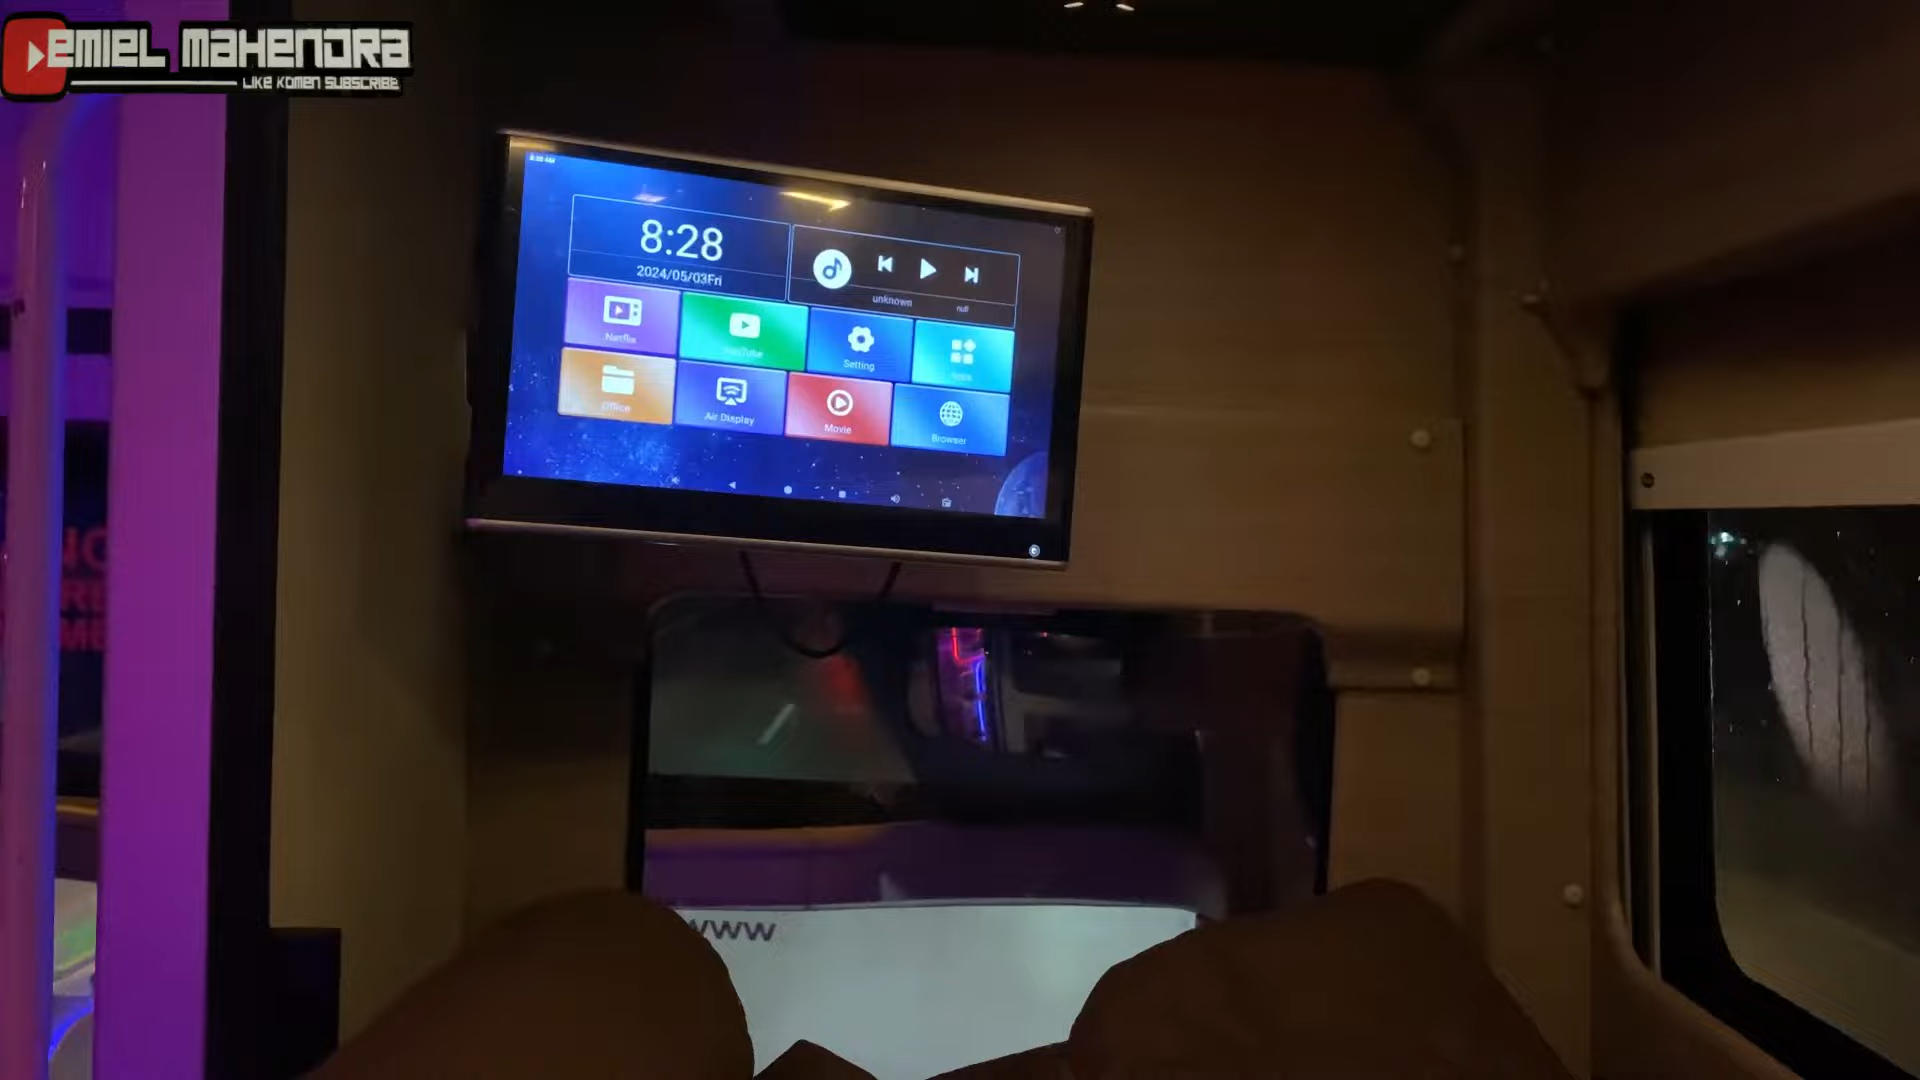 EMIEL MAHENDRA
LIKE KOMEN SUBSCRIBE
8:28
2024/05/03Fri
unknown
null
Netflix
YouTube
Setting
Office
Air Display
Movie
Browser
www